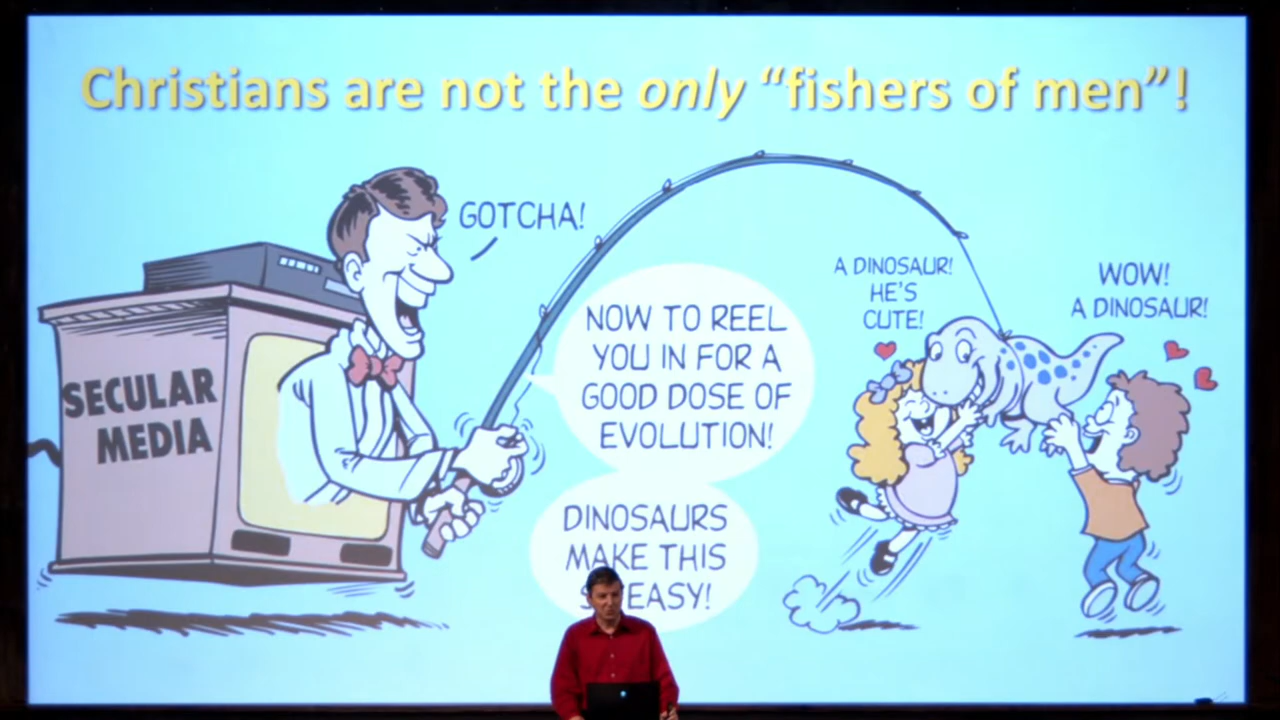 Christians are not the only “fishers of men”!
GOTCHA!
SECULAR
MEDIA
NOW TO REEL
YOU IN FOR A
GOOD DOSE OF
EVOLUTION!
DINOSAURS
MAKE THIS
EASY!
A DINOSAUR!
HE'S
CUTE!
WOW!
A DINOSAUR!